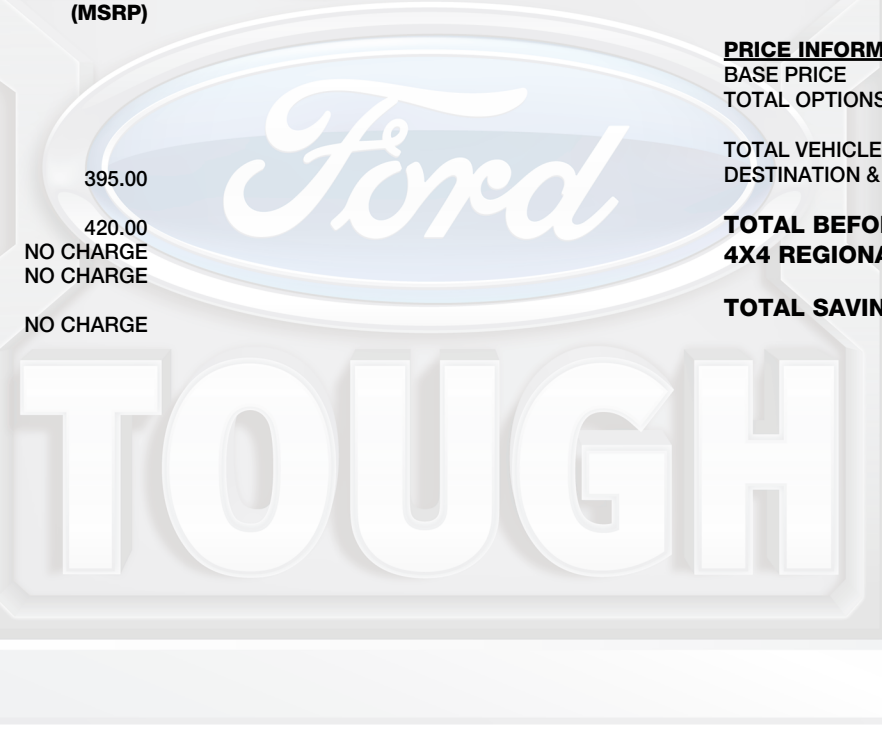 (MSRP)
395.00
420.00
NO CHARGE
NO CHARGE
NO CHARGE
PRICE INFORM
BASE PRICE
TOTAL OPTIONS
TOTAL VEHICLE
DESTINATION &
TOTAL BEFO
4X4 REGIONA
TOTAL SAVIN
Ford
TOUGH